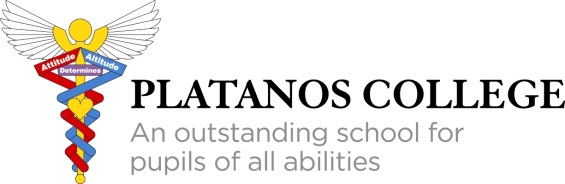 Attitude Altitude
Determines
PLATANOS COLLEGE
An outstanding school for
pupils of all abilities